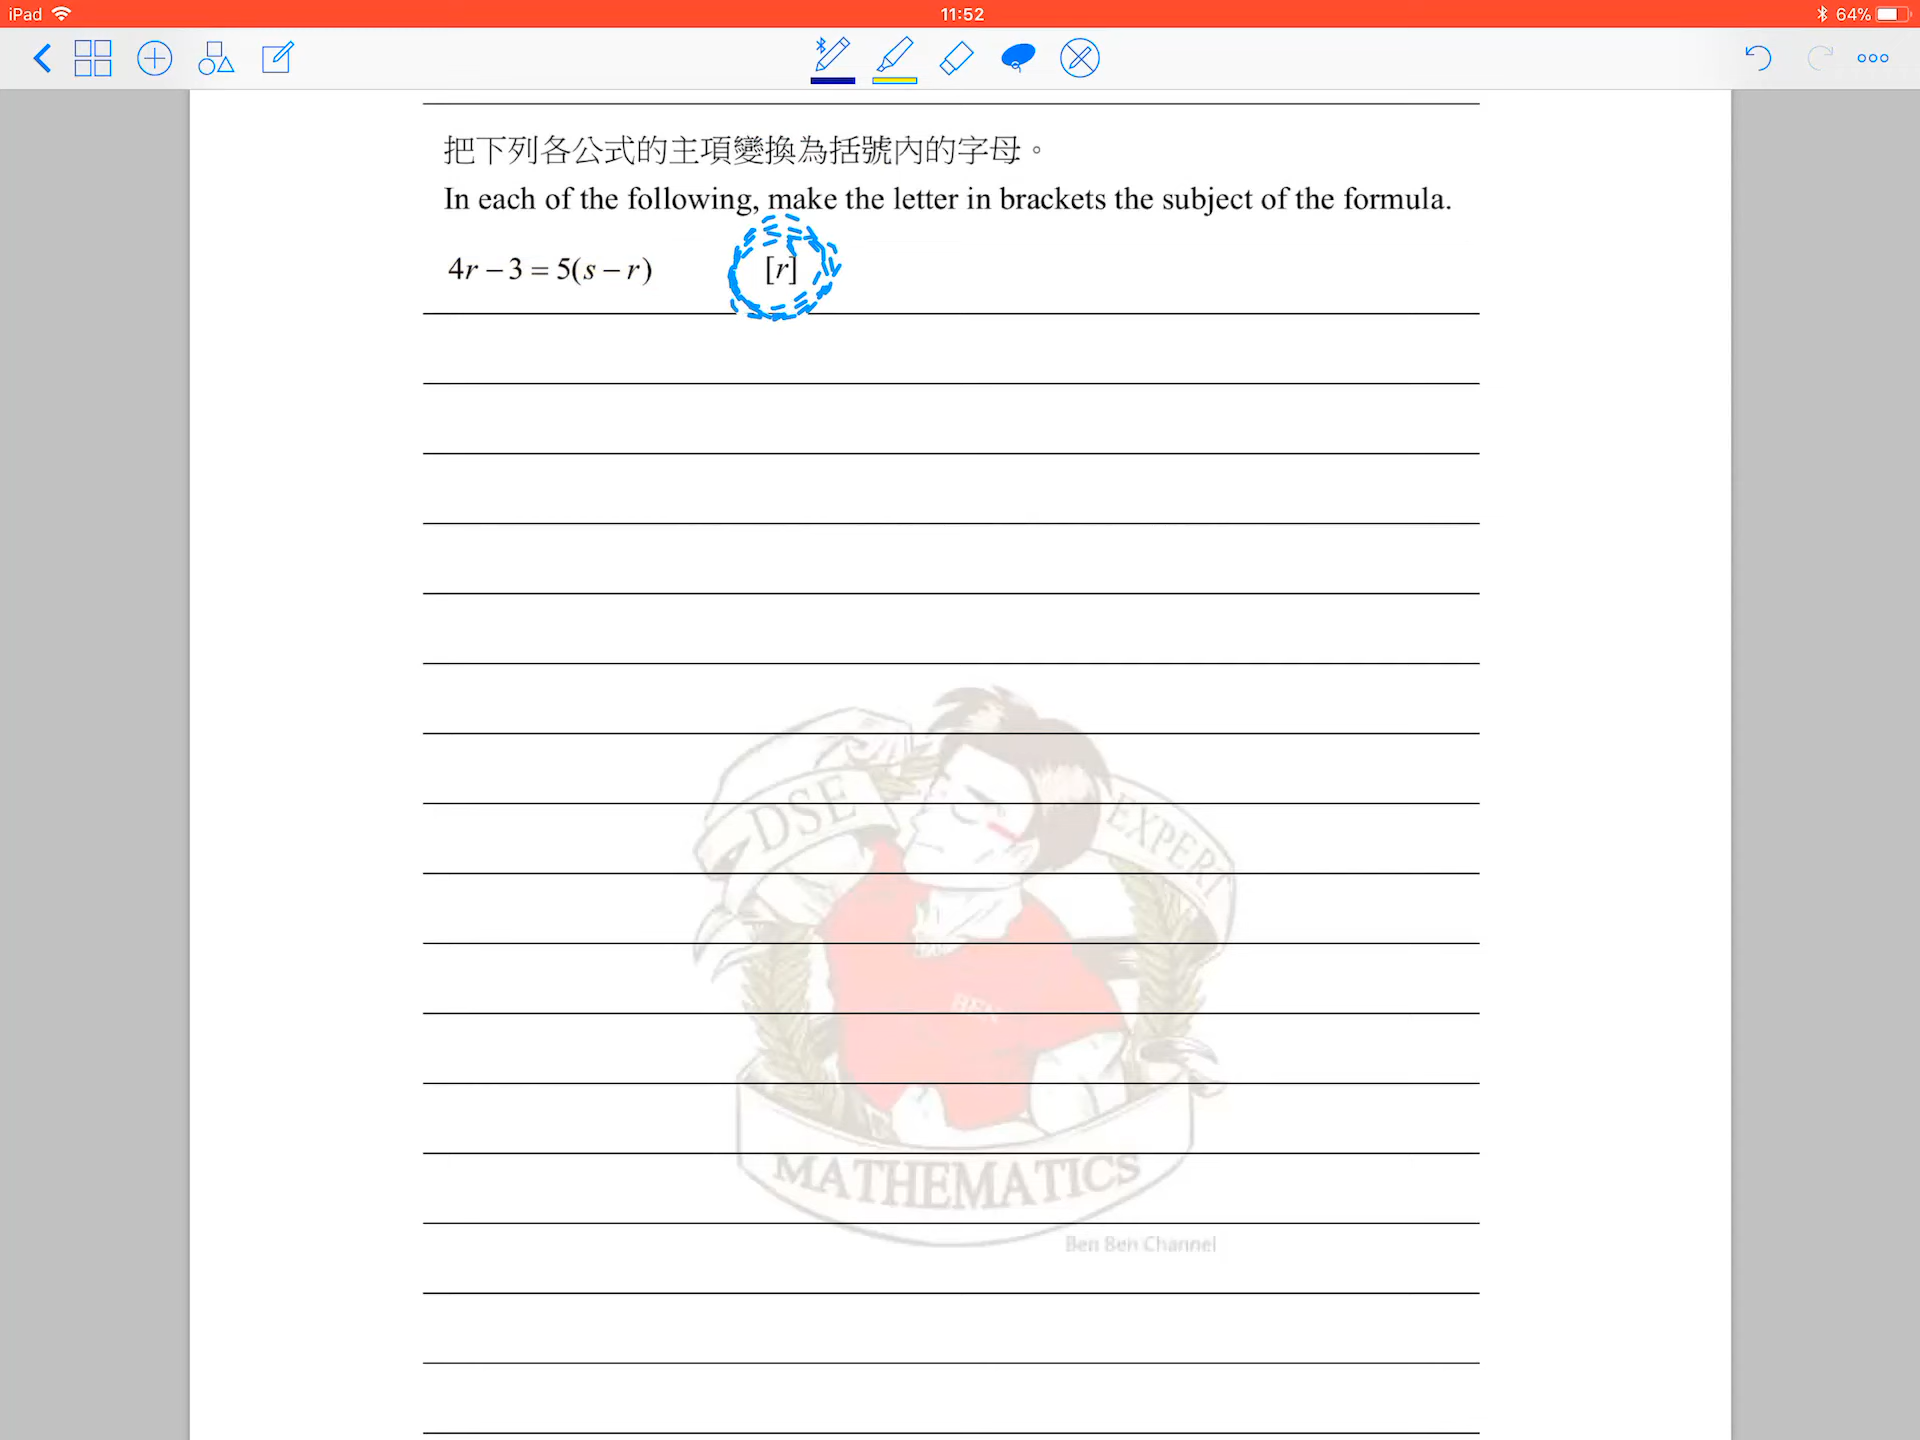 iPad
11:52
64%
把下列各公式的主項變換為括號內的字母。
In each of the following, make the letter in brackets the subject of the formula.
4r – 3 = 5(s – r) [r]
DSE
EXPERT
BEN
MATHEMATICS
Ben Ben Channel